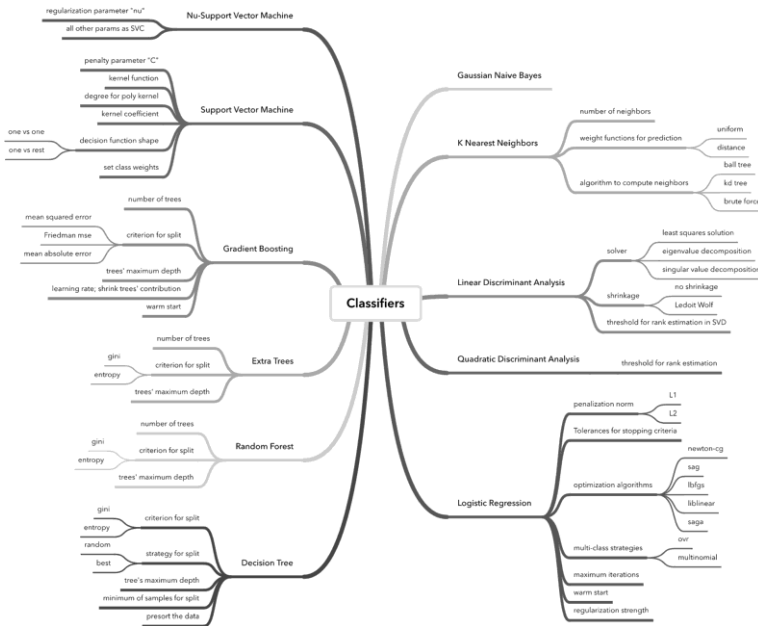 Classifiers
Nu-Support Vector Machine
regularization parameter "nu"
all other params as SVC
Support Vector Machine
penalty parameter "C"
kernel function
degree for poly kernel
kernel coefficient
decision function shape
one vs one
one vs rest
set class weights
Gradient Boosting
number of trees
criterion for split
mean squared error
Friedman mse
mean absolute error
trees' maximum depth
learning rate; shrink trees' contribution
warm start
Extra Trees
number of trees
criterion for split
gini
entropy
trees' maximum depth
Random Forest
number of trees
criterion for split
gini
entropy
trees' maximum depth
Decision Tree
criterion for split
gini
entropy
strategy for split
random
best
tree's maximum depth
minimum of samples for split
presort the data
Gaussian Naive Bayes
K Nearest Neighbors
number of neighbors
weight functions for prediction
uniform
distance
algorithm to compute neighbors
ball tree
kd tree
brute force
Linear Discriminant Analysis
solver
least squares solution
eigenvalue decomposition
singular value decomposition
shrinkage
no shrinkage
Ledoit Wolf
threshold for rank estimation in SVD
Quadratic Discriminant Analysis
threshold for rank estimation
Logistic Regression
penalization norm
L1
L2
Tolerances for stopping criteria
optimization algorithms
newton-cg
sag
lbfgs
liblinear
saga
multi-class strategies
ovr
multinomial
maximum iterations
warm start
regularization strength